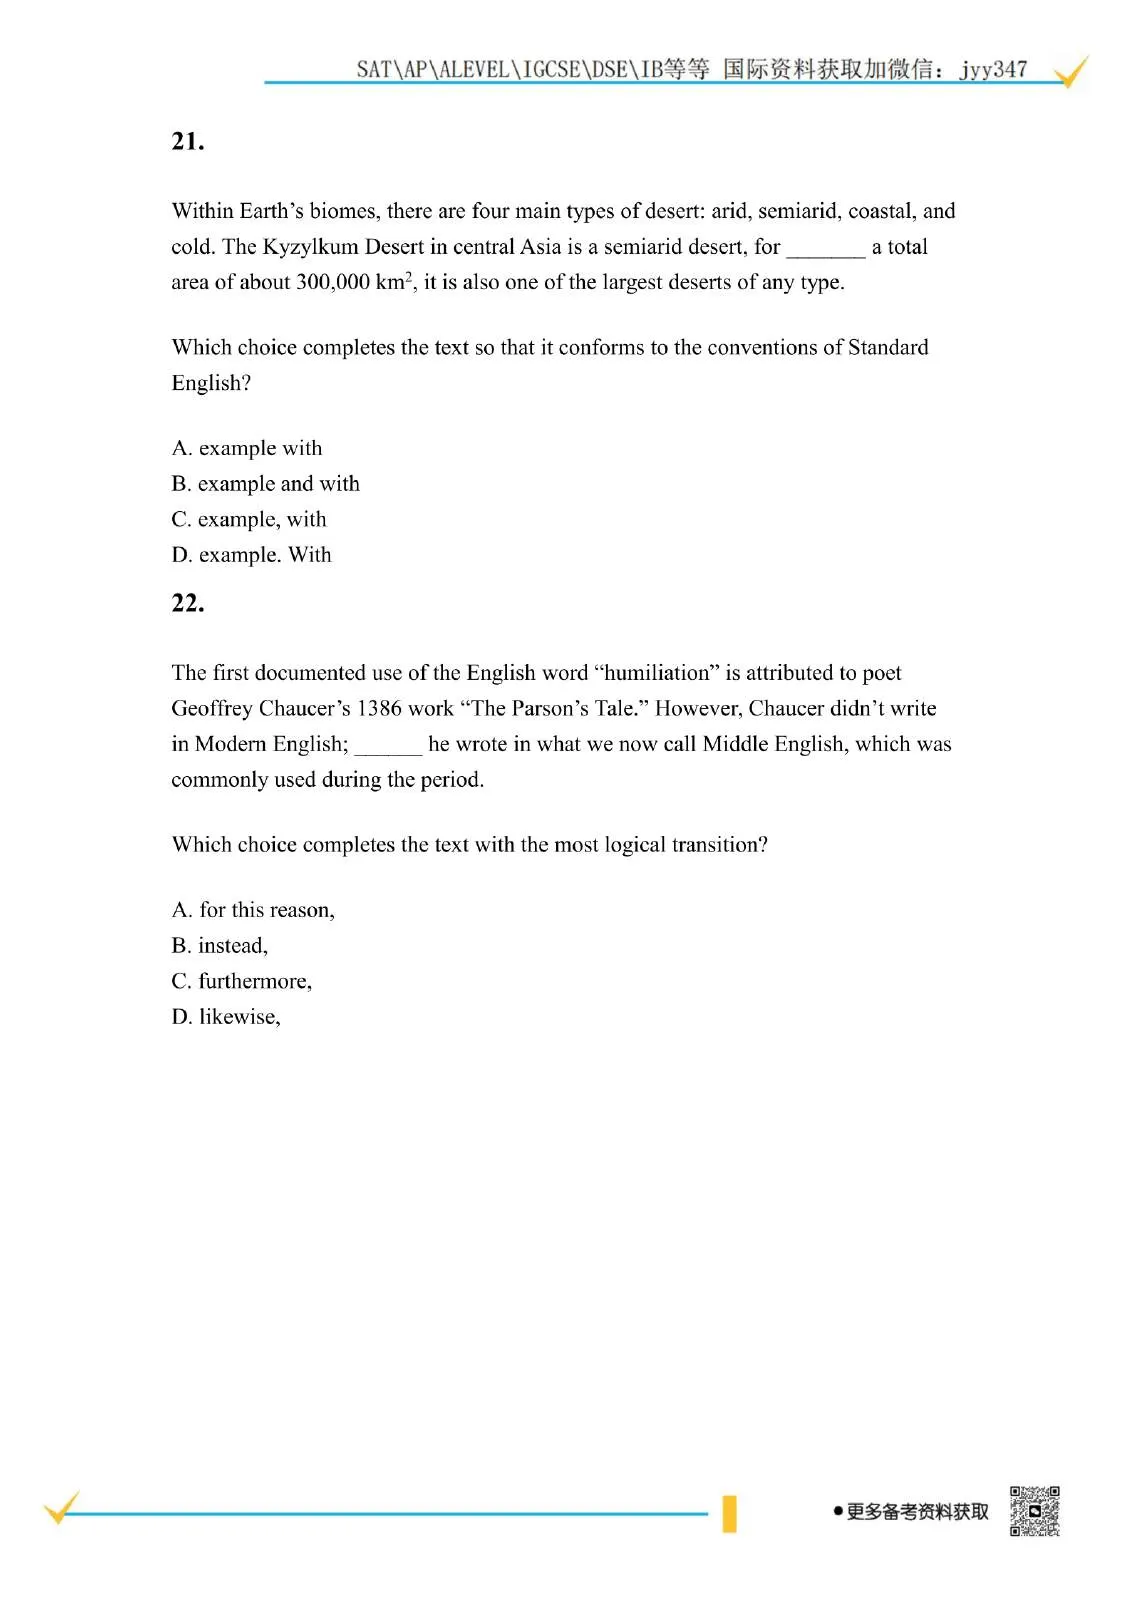 SAT\AP\ALEVEL\IGCSE\DSE\IB等等 国际资料获取加微信：jyy347
21.
Within Earth’s biomes, there are four main types of desert: arid, semiarid, coastal, and
cold. The Kyzylkum Desert in central Asia is a semiarid desert, for _______ a total
area of about 300,000 km², it is also one of the largest deserts of any type.
Which choice completes the text so that it conforms to the conventions of Standard
English?
A. example with
B. example and with
C. example, with
D. example. With
22.
The first documented use of the English word “humiliation” is attributed to poet
Geoffrey Chaucer’s 1386 work “The Parson’s Tale.” However, Chaucer didn’t write
in Modern English; ______ he wrote in what we now call Middle English, which was
commonly used during the period.
Which choice completes the text with the most logical transition?
A. for this reason,
B. instead,
C. furthermore,
D. likewise,
●更多备考资料获取